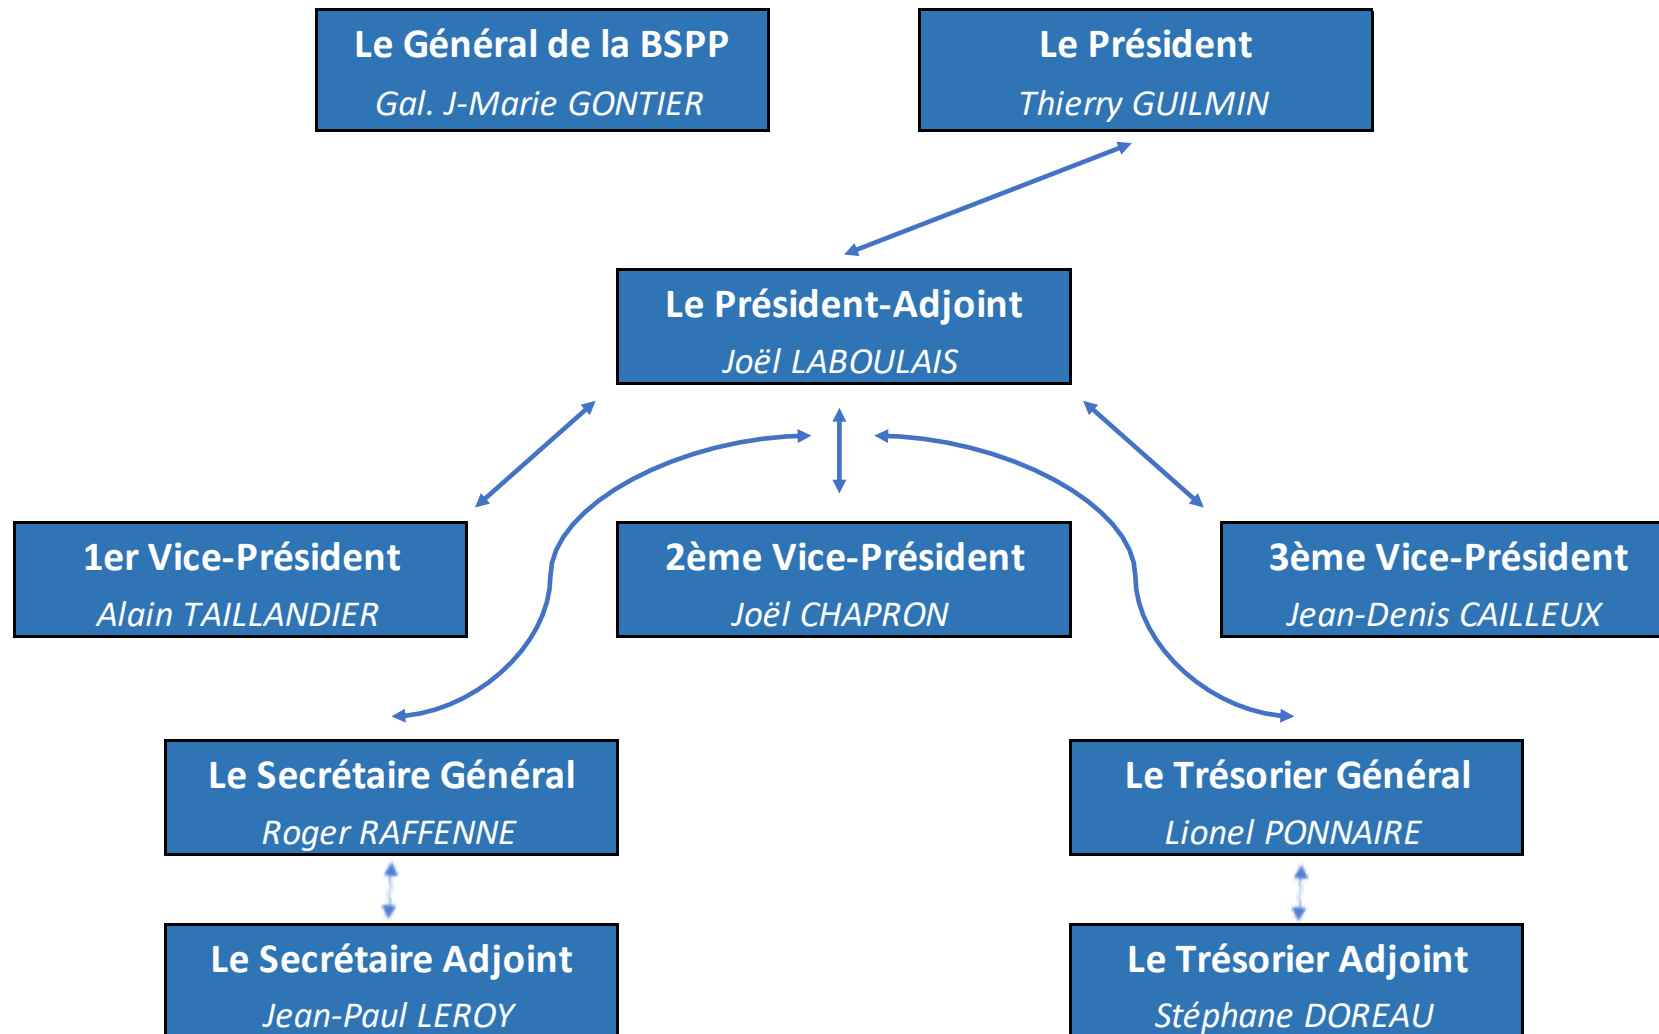 Le Général de la BSPP
Gal. J-Marie GONTIER
Le Président
Thierry GUILMIN
Le Président-Adjoint
Joël LABOULAIS
1er Vice-Président
Alain TAILLANDIER
2ème Vice-Président
Joël CHAPRON
3ème Vice-Président
Jean-Denis CAILLEUX
Le Secrétaire Général
Roger RAFFENNE
Le Trésorier Général
Lionel PONNAIRE
Le Secrétaire Adjoint
Jean-Paul LEROY
Le Trésorier Adjoint
Stéphane DOREAU